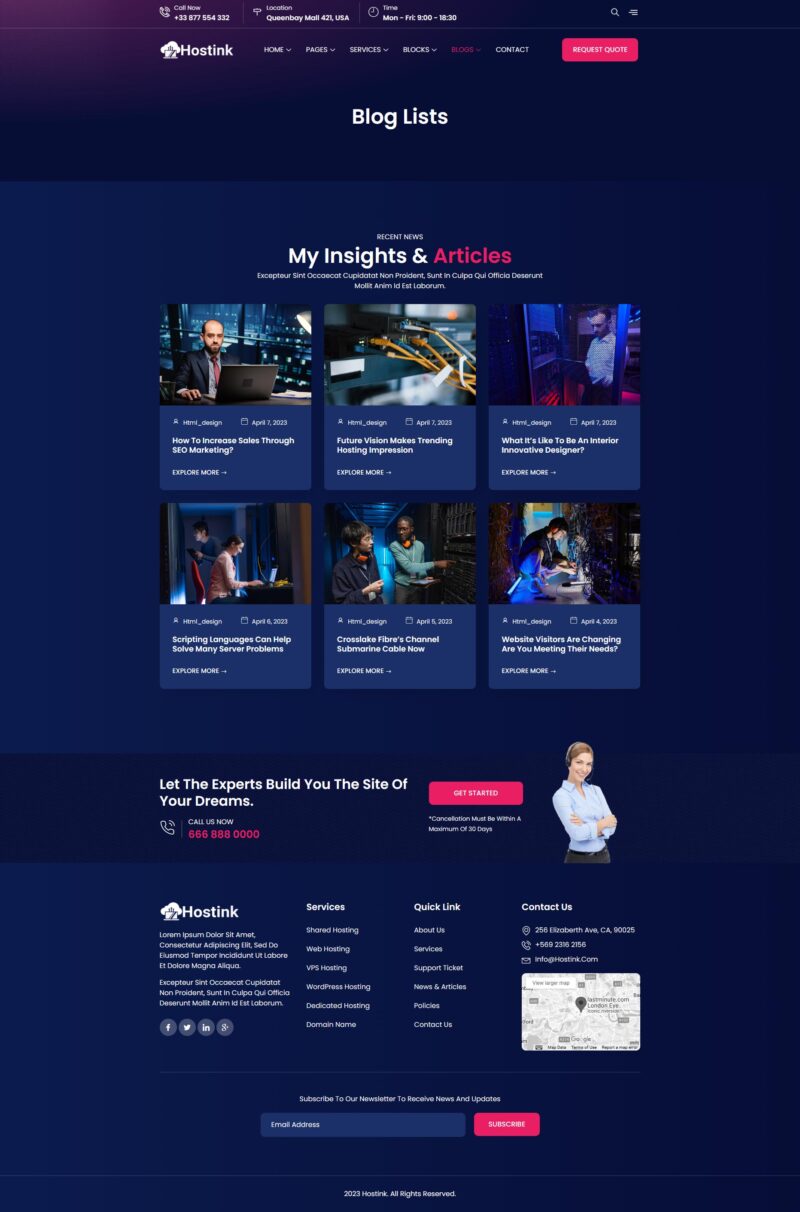 Call Now
+33 877 554 332
Location
Queenbay Mall 421, USA
Time
Mon - Fri: 9:00 - 18:30
Hostink
HOME
PAGES
SERVICES
BLOCKS
BLOGS
CONTACT
REQUEST QUOTE
Blog Lists
RECENT NEWS
My Insights & Articles
Excepteur Sint Occaecat Cupidatat Non Proident, Sunt In Culpa Qui Officia Deserunt
Mollit Anim Id Est Laborum.
Html_design April 7, 2023
How To Increase Sales Through
SEO Marketing?
EXPLORE MORE →
Html_design April 7, 2023
Future Vision Makes Trending
Hosting Impression
EXPLORE MORE →
Html_design April 7, 2023
What It's Like To Be An Interior
Innovative Designer?
EXPLORE MORE →
Html_design April 6, 2023
Scripting Languages Can Help
Solve Many Server Problems
EXPLORE MORE →
Html_design April 5, 2023
Crosslake Fibre's Channel
Submarine Cable Now
EXPLORE MORE →
Html_design April 4, 2023
Website Visitors Are Changing
Are You Meeting Their Needs?
EXPLORE MORE →
Let The Experts Build You The Site Of
Your Dreams.
CALL US NOW
666 888 0000
GET STARTED
*Cancellation Must Be Within A
Maximum Of 30 Days
Hostink
Lorem Ipsum Dolor Sit Amet,
Consectetur Adipiscing Elit, Sed Do
Eiusmod Tempor Incididunt Ut Labore
Et Dolore Magna Aliqua.
Excepteur Sint Occaecat Cupidatat
Non Proident, Sunt In Culpa Qui Officia
Deserunt Mollit Anim Id Est Laborum.
Services
Shared Hosting
Web Hosting
VPS Hosting
WordPress Hosting
Dedicated Hosting
Domain Name
Quick Link
About Us
Services
Support Ticket
News & Articles
Policies
Contact Us
Contact Us
256 Elizaberth Ave, CA, 90025
+569 2316 2156
Info@Hostink.Com
View larger map
lastminute.com
London Eye
Google
Map Data
Terms of Use
Report a map error
Subscribe To Our Newsletter To Receive News And Updates
Email Address
SUBSCRIBE
2023 Hostink. All Rights Reserved.